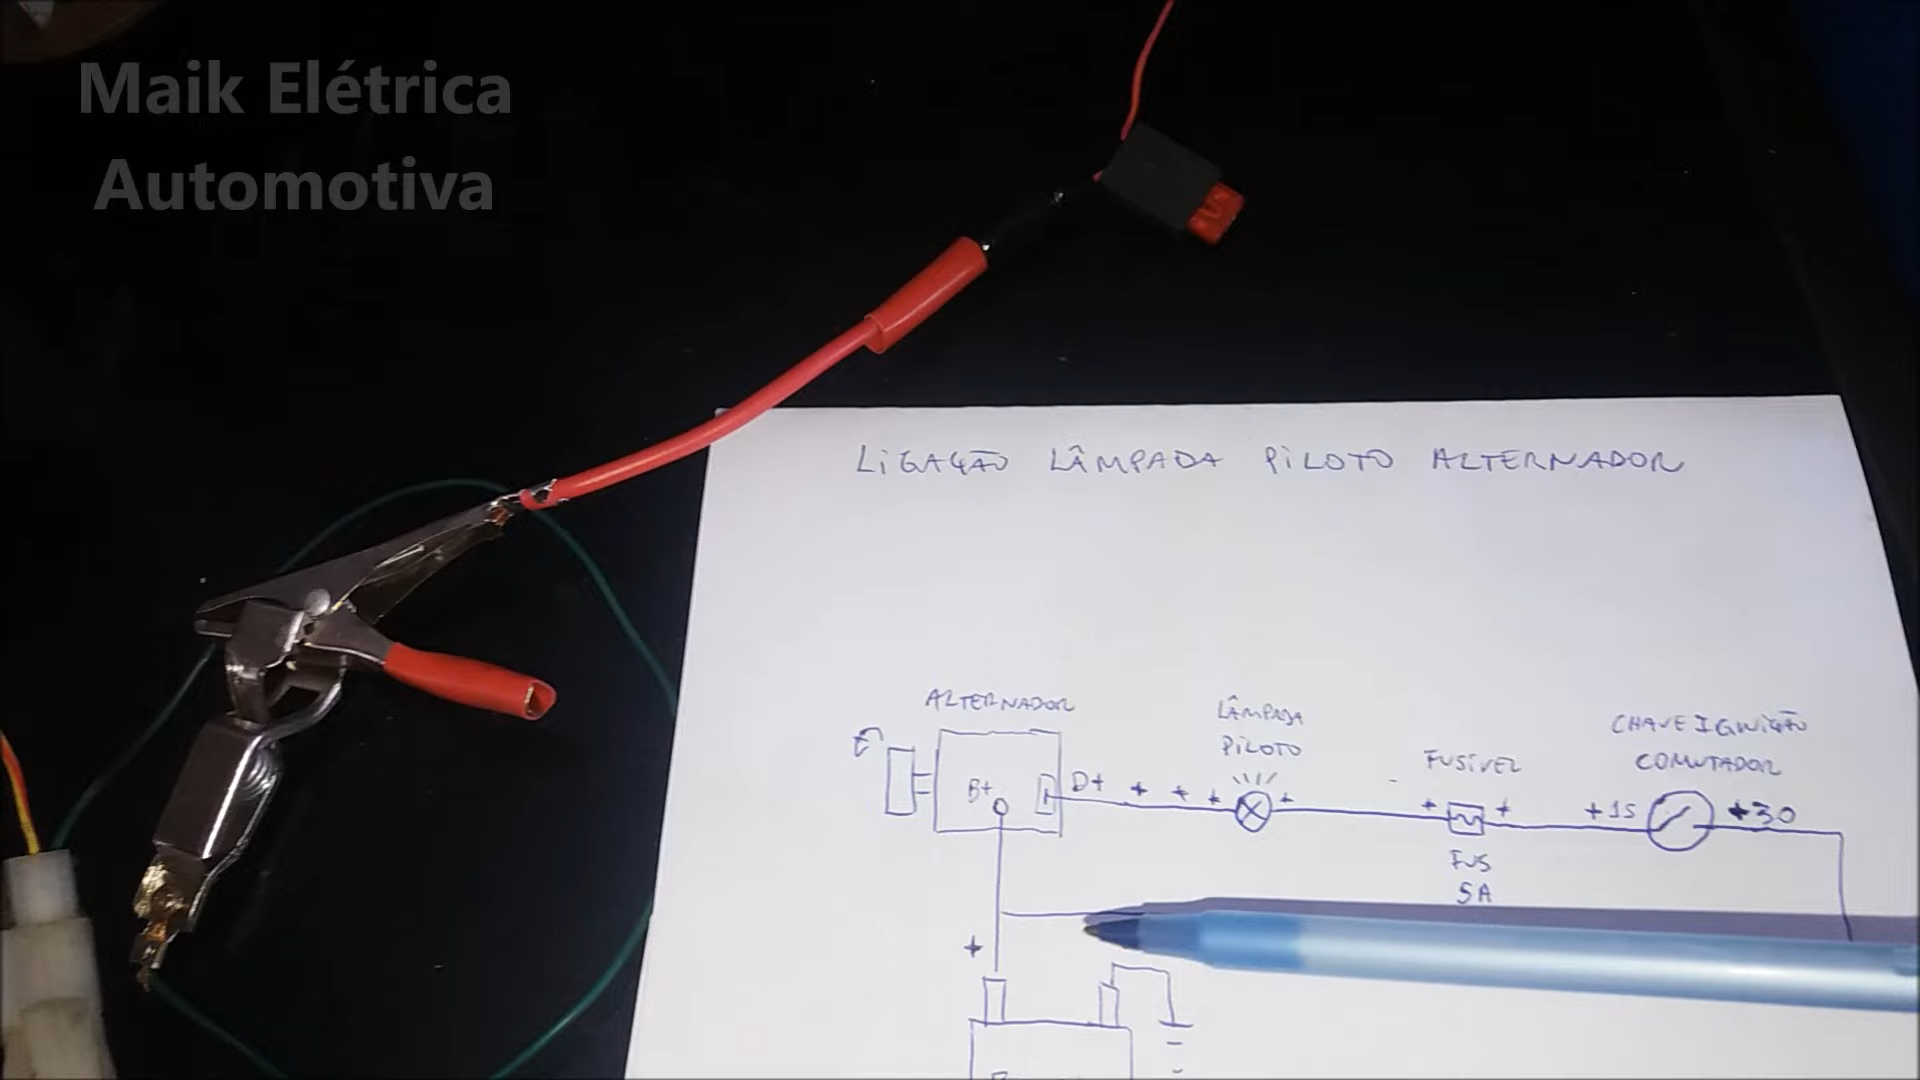 Maik Elétrica
Automotiva
LIGAÇÃO LÂMPADA PILOTO ALTERNADOR
ALTERNADOR
LÂMPADA
PILOTO
FUSÍVEL
CHAVE IGNIÇÃO
COMUTADOR
B+
D+ + + + + + + +15 +30
FUS
5A
+